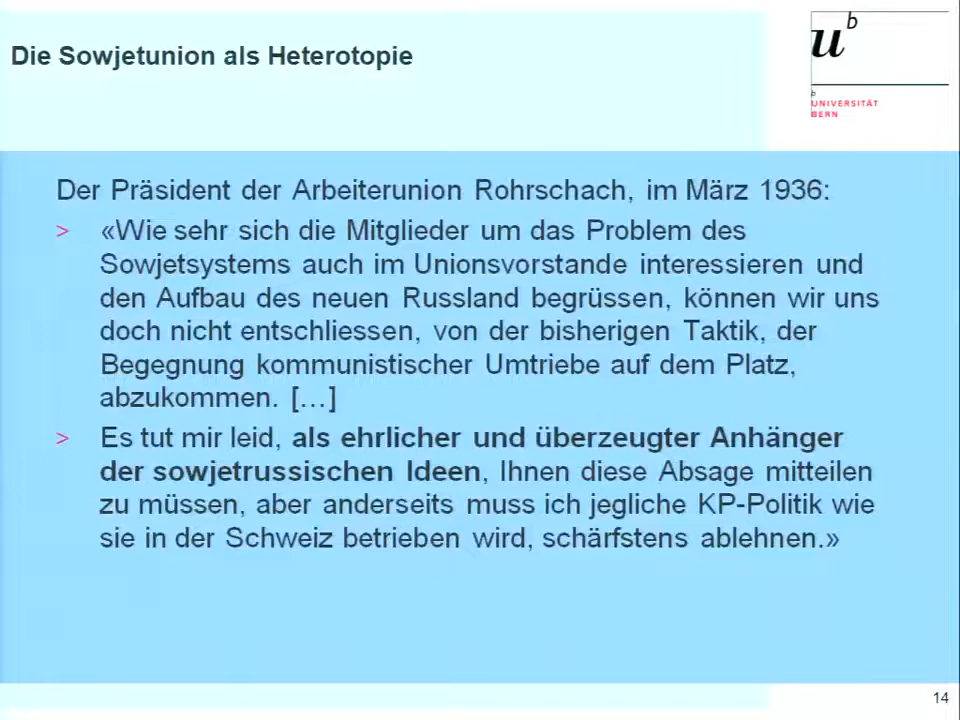 Die Sowjetunion als Heterotopie
u
b
b
UNIVERSITÄT
BERN
Der Präsident der Arbeiterunion Rohrschach, im März 1936:
> «Wie sehr sich die Mitglieder um das Problem des
Sowjetsystems auch im Unionsvorstande interessieren und
den Aufbau des neuen Russland begrüssen, können wir uns
doch nicht entschliessen, von der bisherigen Taktik, der
Begegnung kommunistischer Umtriebe auf dem Platz,
abzukommen. […]
> Es tut mir leid, als ehrlicher und überzeugter Anhänger
der sowjetrussischen Ideen, Ihnen diese Absage mitteilen
zu müssen, aber anderseits muss ich jegliche KP-Politik wie
sie in der Schweiz betrieben wird, schärfstens ablehnen.»
14